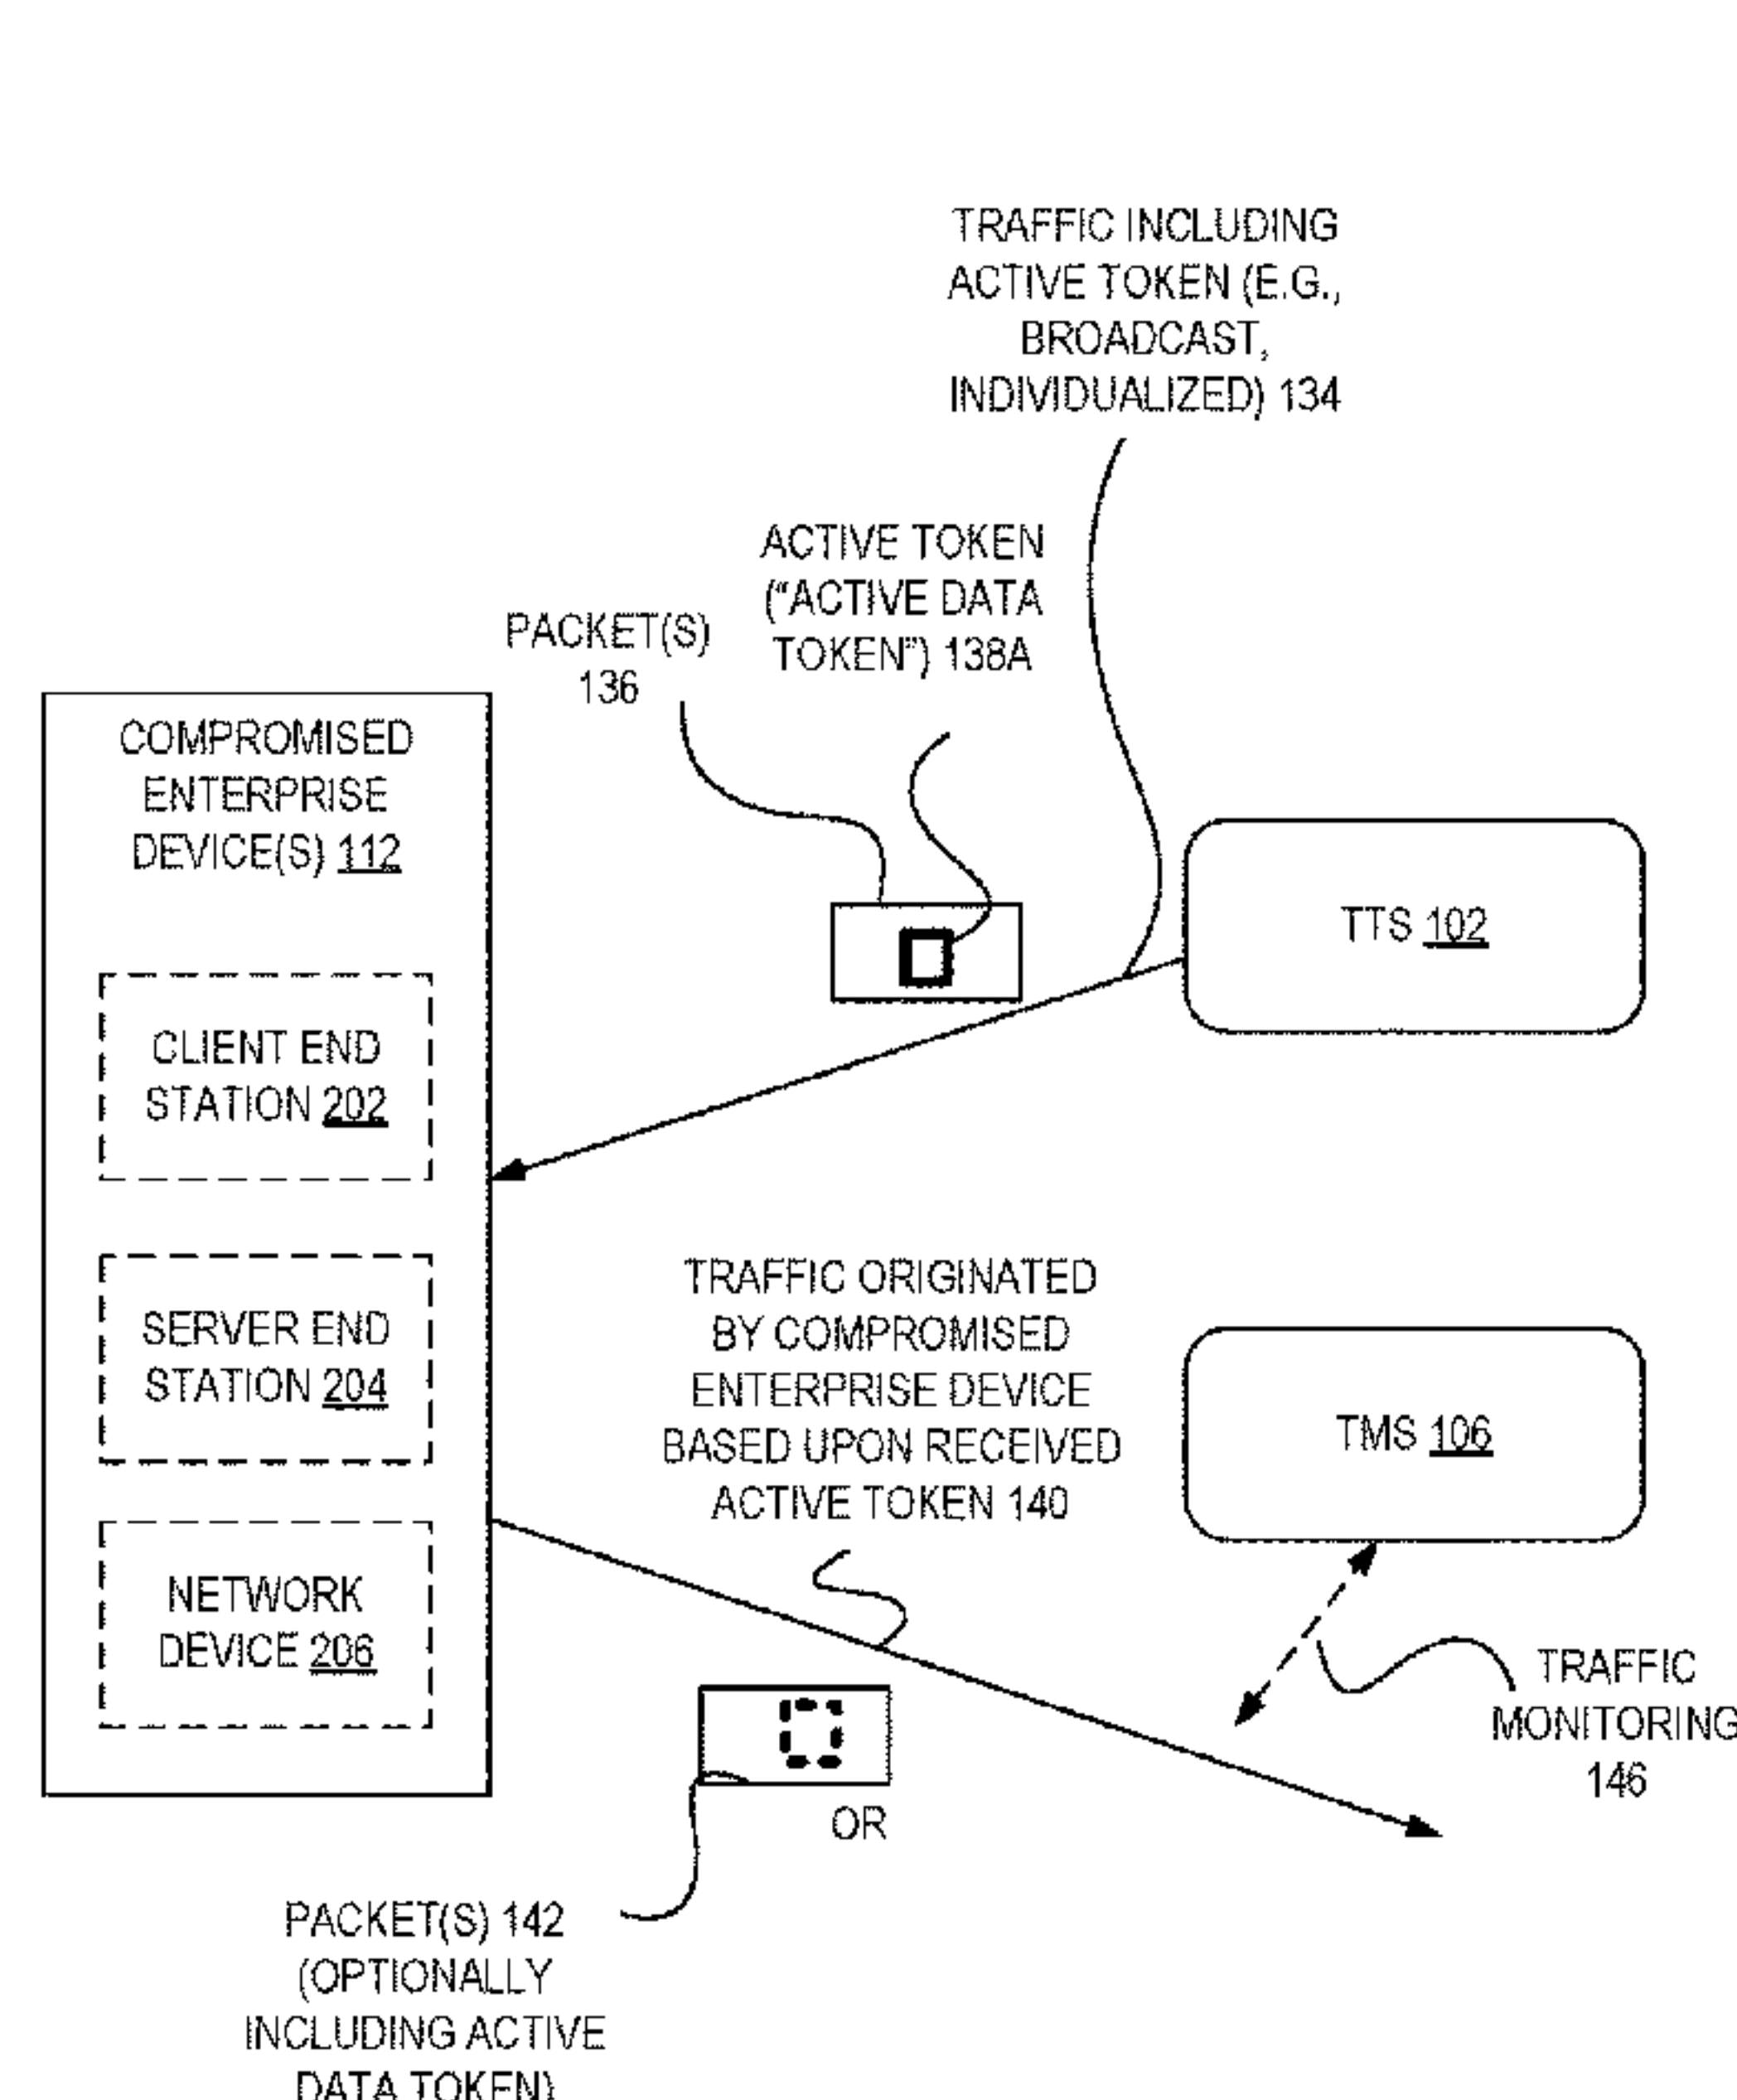 TRAFFIC INCLUDING
ACTIVE TOKEN (E.G.,
BROADCAST,
INDIVIDUALIZED) 134
ACTIVE TOKEN
("ACTIVE DATA
TOKEN") 138A
PACKET(S)
136
COMPROMISED
ENTERPRISE
DEVICE(S) 112
TTS 102
CLIENT END
STATION 202
SERVER END
STATION 204
NETWORK
DEVICE 206
TRAFFIC ORIGINATED
BY COMPROMISED
ENTERPRISE DEVICE
BASED UPON RECEIVED
ACTIVE TOKEN 140
TMS 106
TRAFFIC
MONITORING
146
OR
PACKET(S) 142
(OPTIONALLY
INCLUDING ACTIVE
DATA TOKEN)